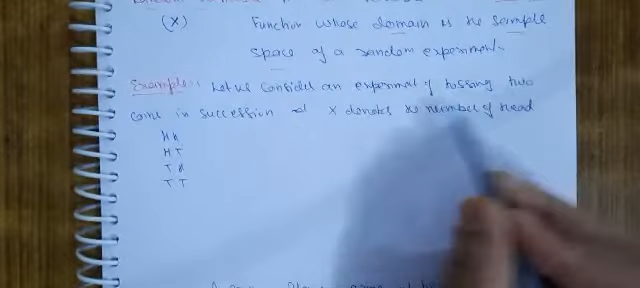 (X) Function whose domain is the sample
space of a random experiment.
Example: Let us consider an experiment of tossing two
coins in succession X denotes the number of head
HH
HT
TH
TT